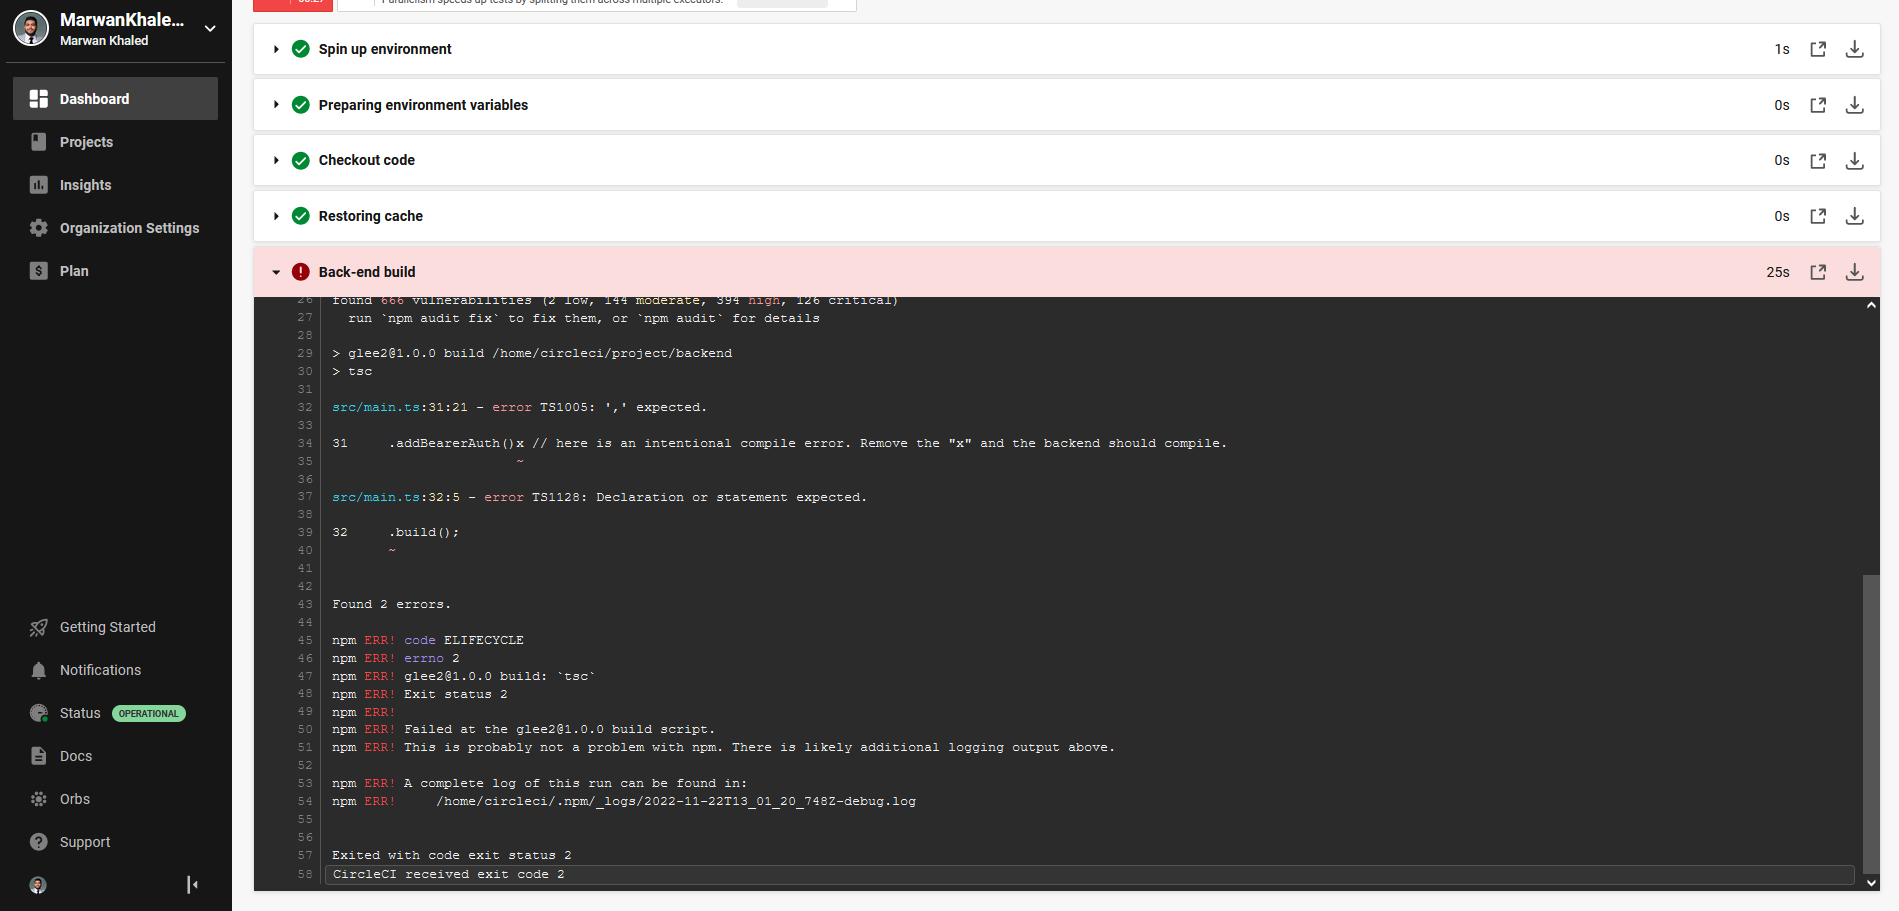 MarwanKhale...
Marwan Khaled
Dashboard
Projects
Insights
Organization Settings
Plan
Getting Started
Notifications
Status OPERATIONAL
Docs
Orbs
Support
Parallelism speeds up tests by splitting them across multiple executors.
Spin up environment 1s
Preparing environment variables 0s
Checkout code 0s
Restoring cache 0s
Back-end build 25s
26 found 666 vulnerabilities (2 low, 144 moderate, 394 high, 126 critical)
27 run `npm audit fix` to fix them, or `npm audit` for details
28
29 > glee2@1.0.0 build /home/circleci/project/backend
30 > tsc
31
32 src/main.ts:31:21 - error TS1005: ',' expected.
33
34 31 .addBearerAuth()x // here is an intentional compile error. Remove the "x" and the backend should compile.
35 ~
36
37 src/main.ts:32:5 - error TS1128: Declaration or statement expected.
38
39 32 .build();
40 ~
41
42
43 Found 2 errors.
44
45 npm ERR! code ELIFECYCLE
46 npm ERR! errno 2
47 npm ERR! glee2@1.0.0 build: `tsc`
48 npm ERR! Exit status 2
49 npm ERR!
50 npm ERR! Failed at the glee2@1.0.0 build script.
51 npm ERR! This is probably not a problem with npm. There is likely additional logging output above.
52
53 npm ERR! A complete log of this run can be found in:
54 npm ERR! /home/circleci/.npm/_logs/2022-11-22T13_01_20_748Z-debug.log
55
56
57 Exited with code exit status 2
58 CircleCI received exit code 2